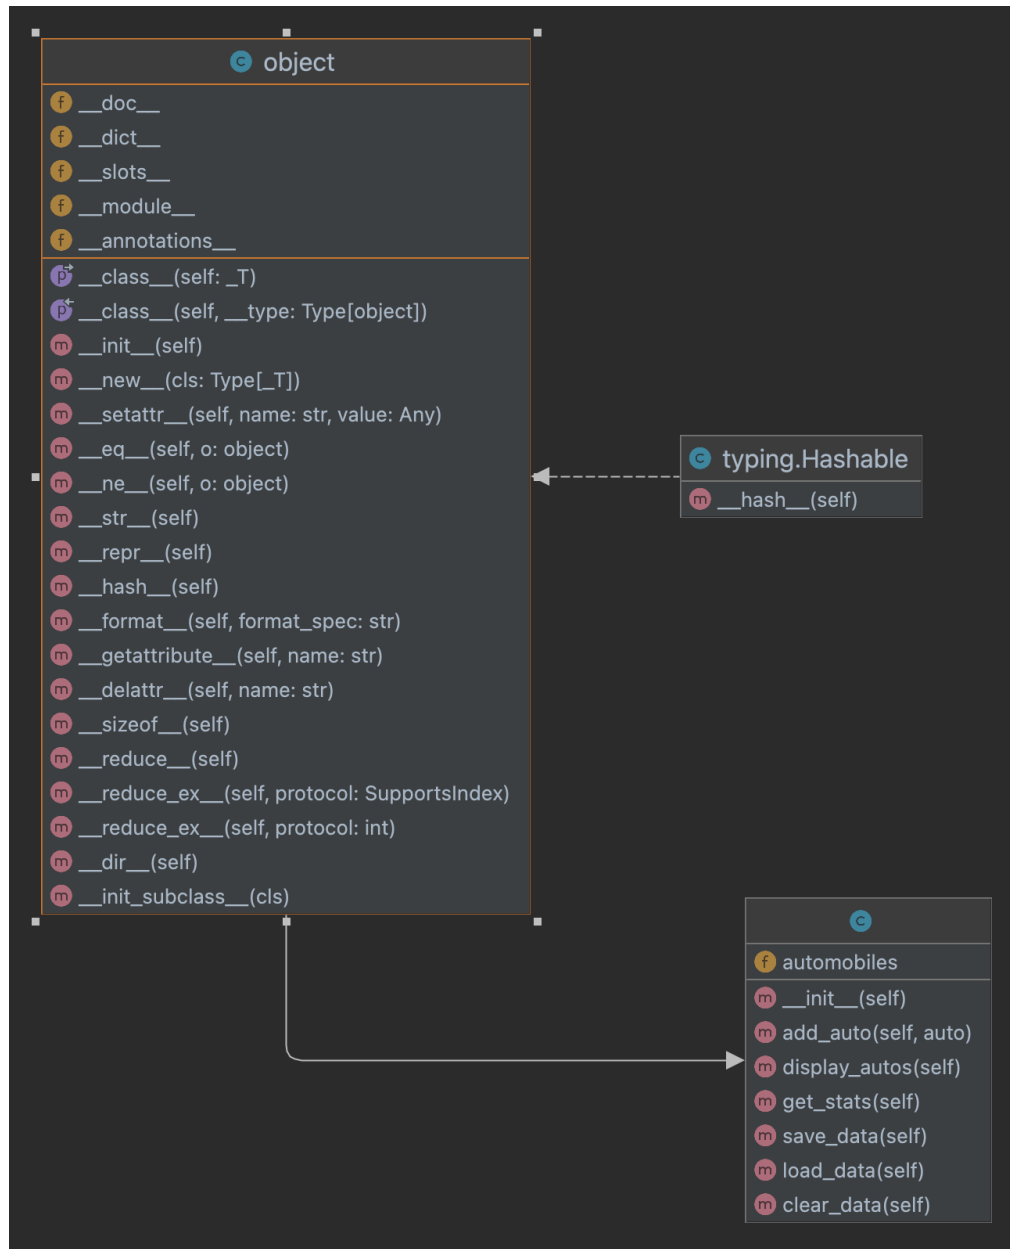 c object
f __doc__
f __dict__
f __slots__
f __module__
f __annotations__
p __class__(self: _T)
p __class__(self, __type: Type[object])
m __init__(self)
m __new__(cls: Type[_T])
m __setattr__(self, name: str, value: Any)
m __eq__(self, o: object)
m __ne__(self, o: object)
m __str__(self)
m __repr__(self)
m __hash__(self)
m __format__(self, format_spec: str)
m __getattribute__(self, name: str)
m __delattr__(self, name: str)
m __sizeof__(self)
m __reduce__(self)
m __reduce_ex__(self, protocol: SupportsIndex)
m __reduce_ex__(self, protocol: int)
m __dir__(self)
m __init_subclass__(cls)
c typing.Hashable
m __hash__(self)
c
f automobiles
m __init__(self)
m add_auto(self, auto)
m display_autos(self)
m get_stats(self)
m save_data(self)
m load_data(self)
m clear_data(self)